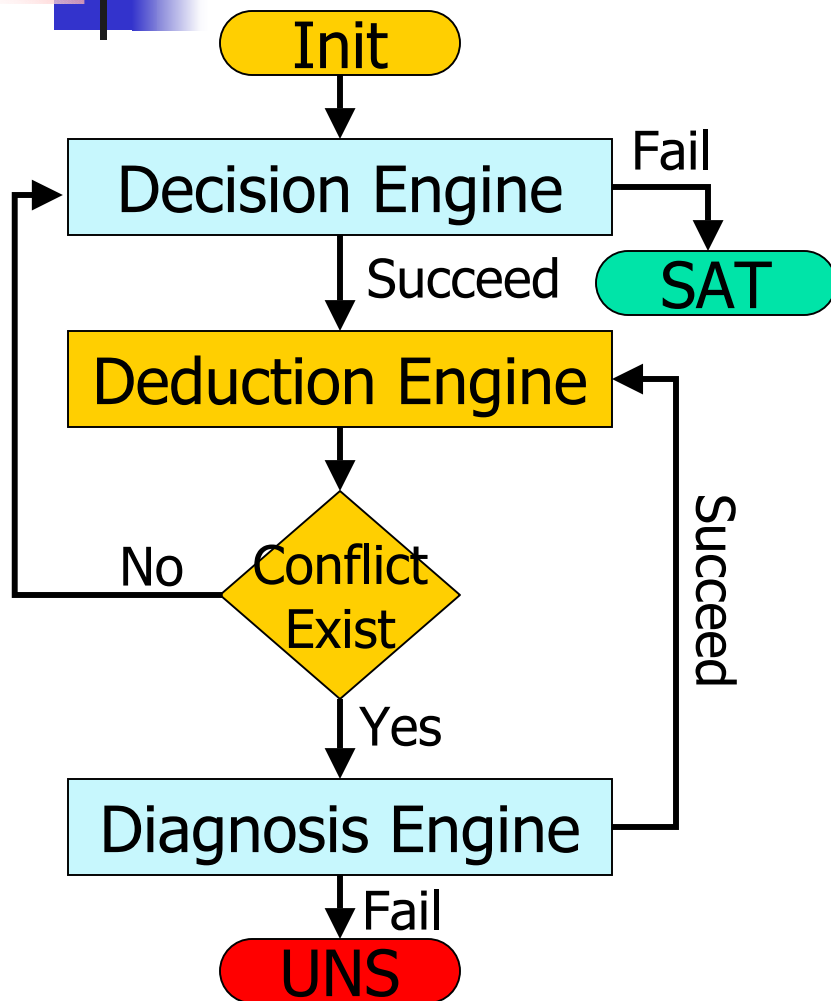 Init
Decision Engine
Fail
SAT
Succeed
Deduction Engine
Succeed
No
Conflict
Exist
Yes
Diagnosis Engine
Fail
UNS